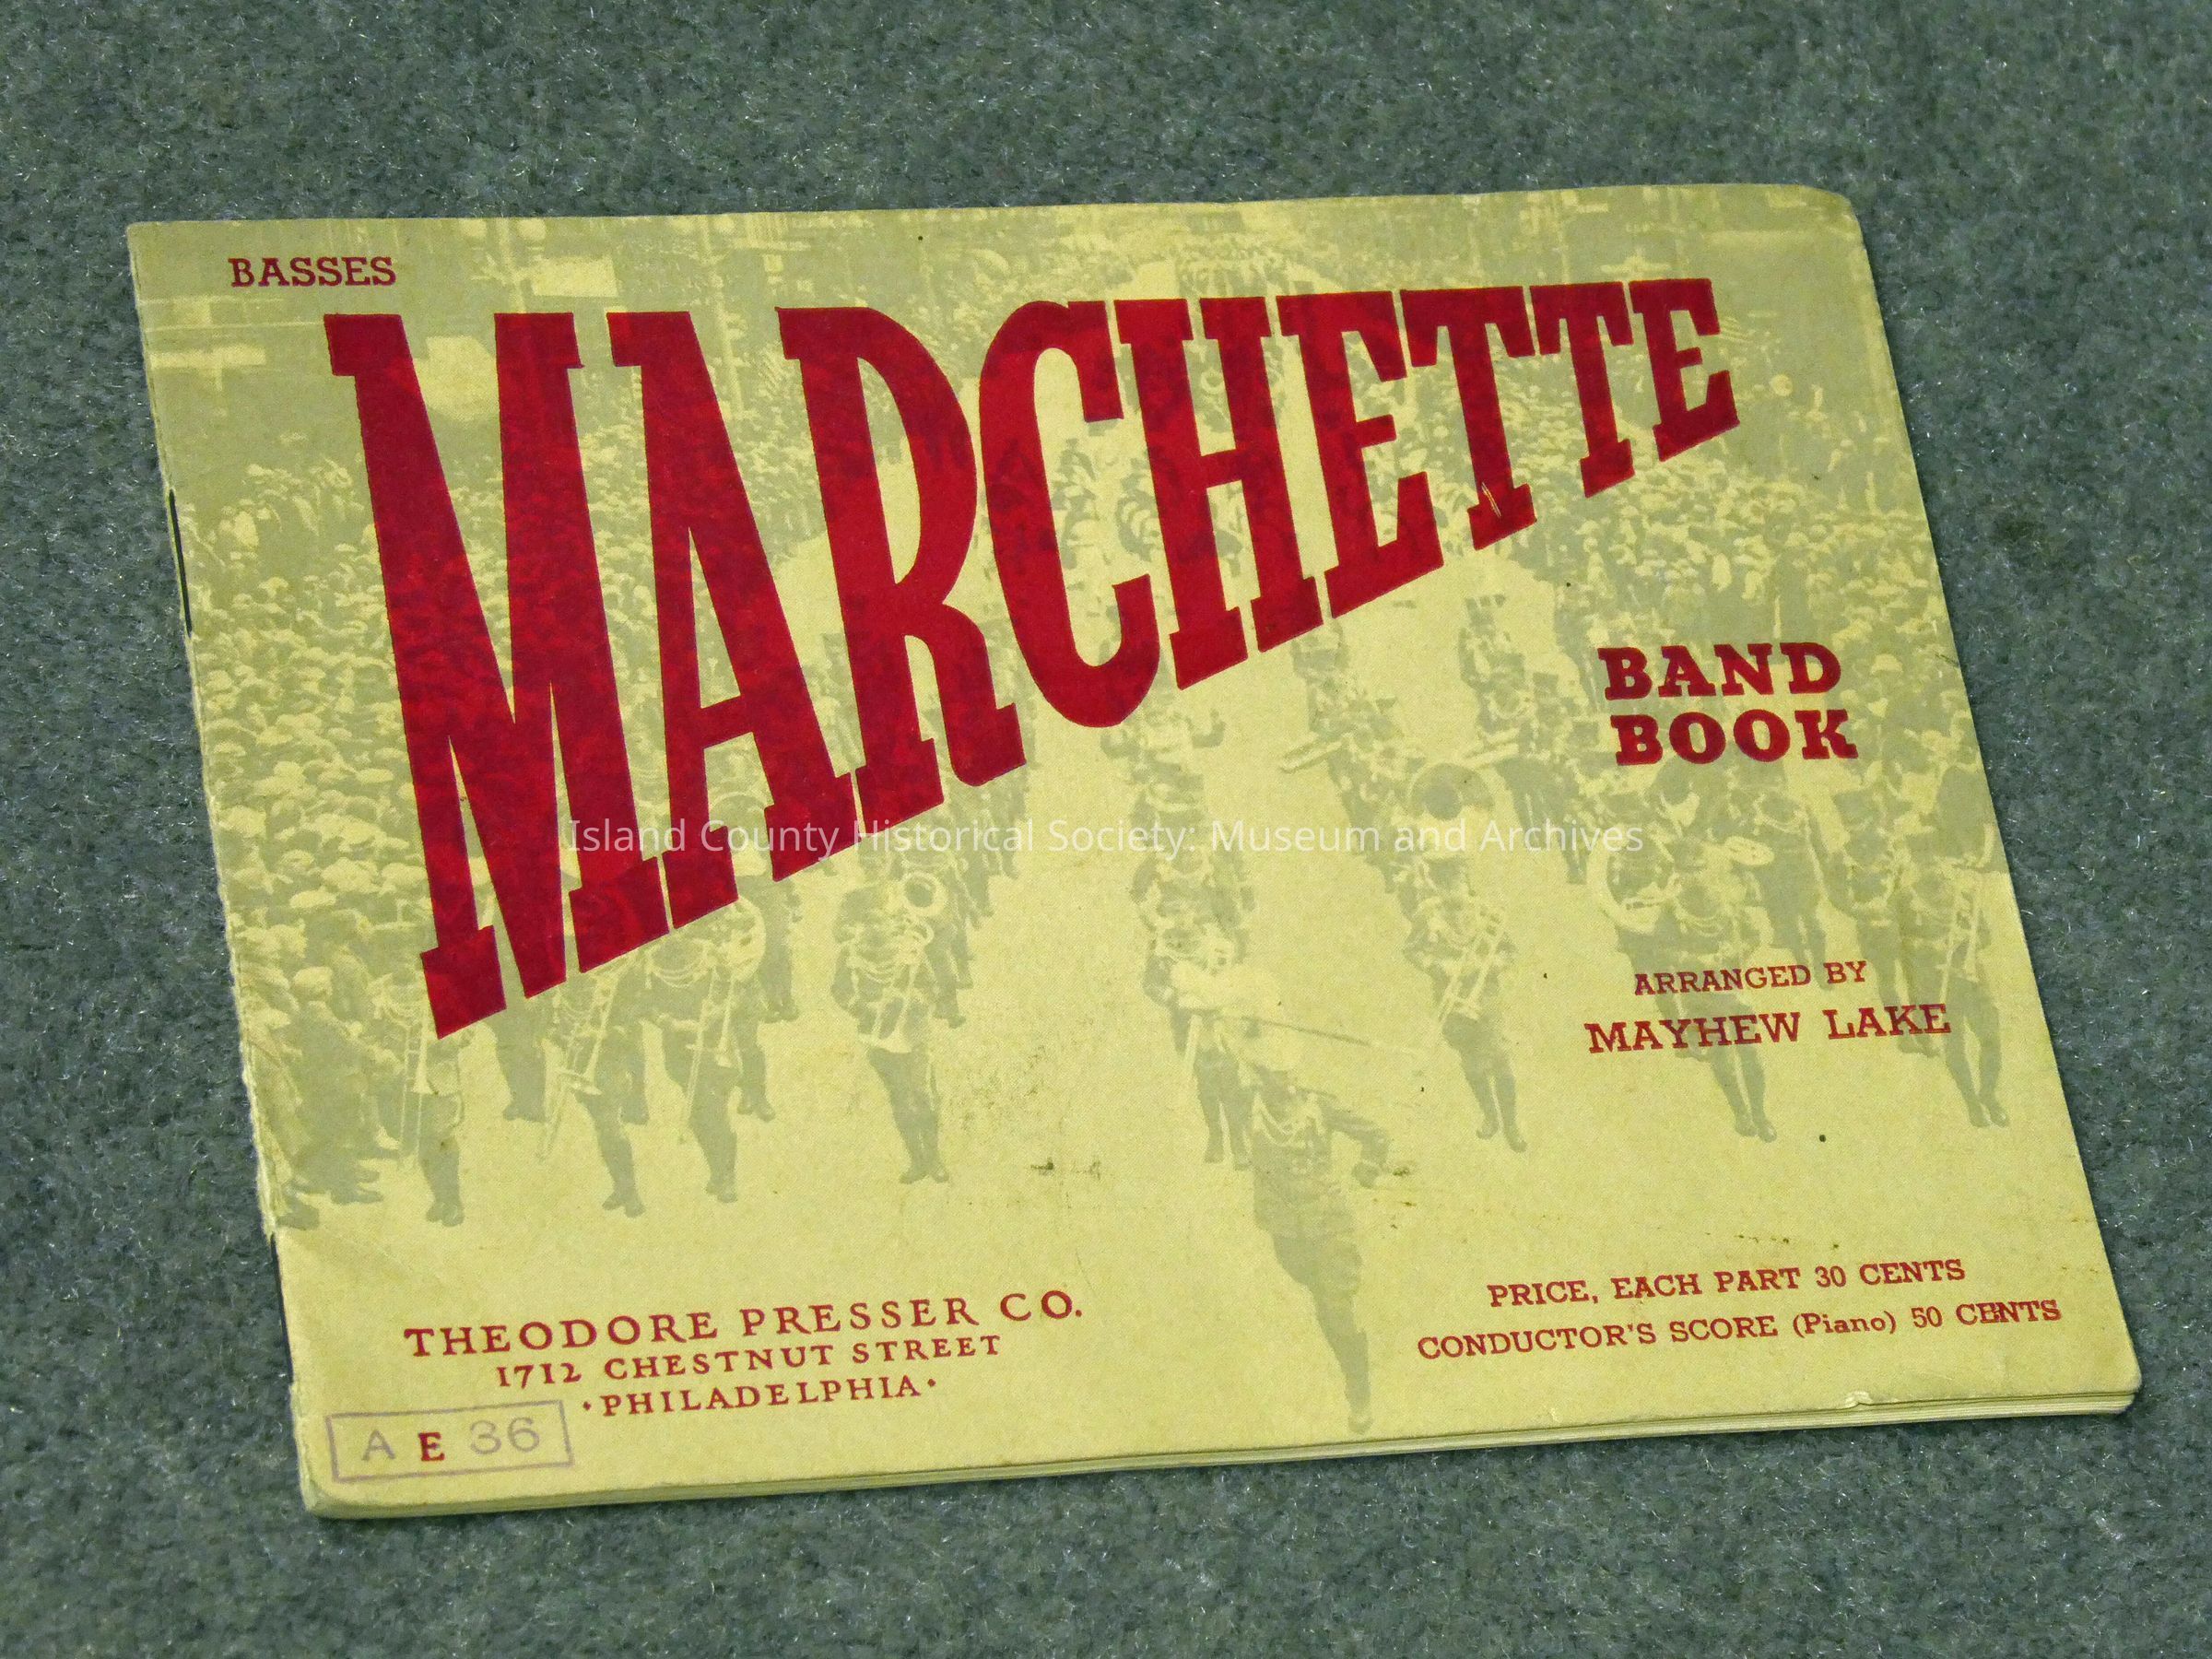 BASSES
MARCHETTE
BAND
BOOK
Island County Historical Society: Museum and Archives
ARRANGED BY
MAYHEW LAKE
THEODORE PRESSER CO.
1712 CHESTNUT STREET
·PHILADELPHIA·
PRICE, EACH PART 30 CENTS
CONDUCTOR'S SCORE (Piano) 50 CENTS
A E 36